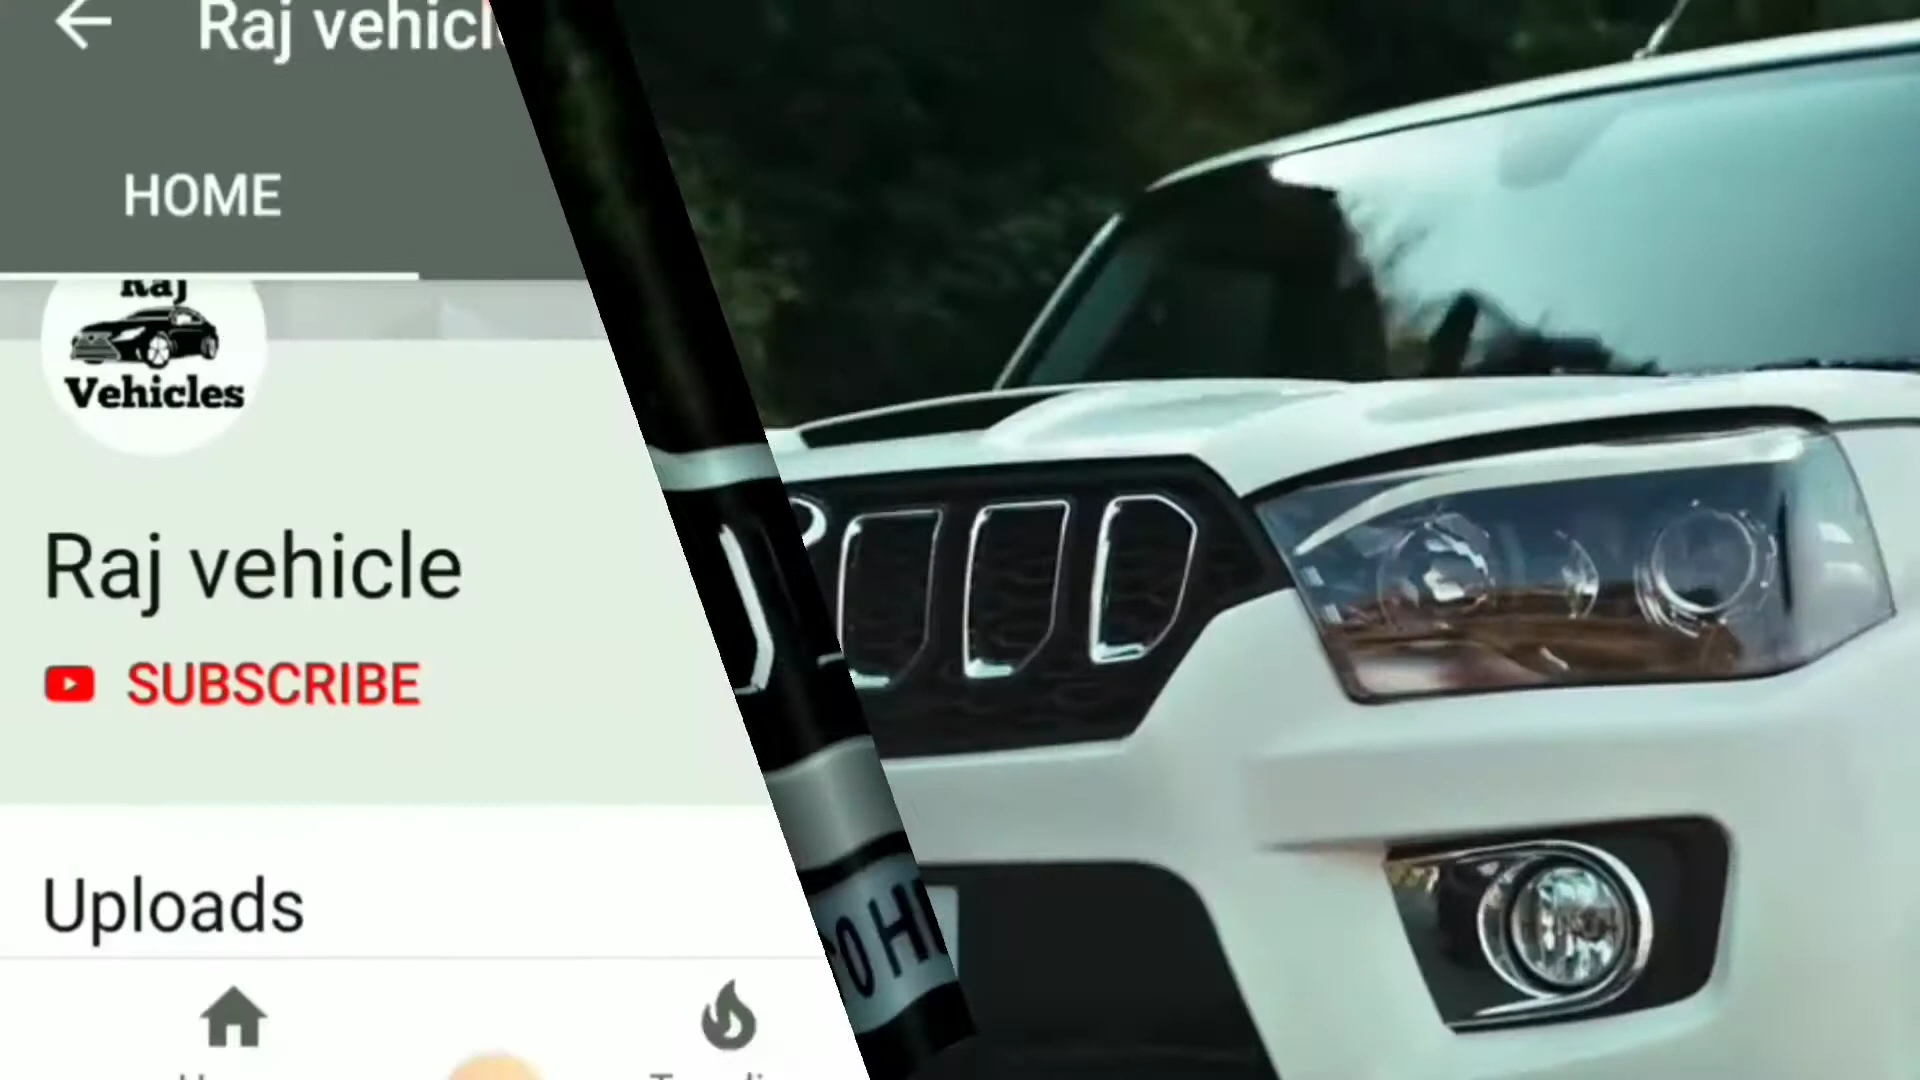 Raj vehicl
HOME
Raj
Vehicles
Raj vehicle
SUBSCRIBE
Uploads